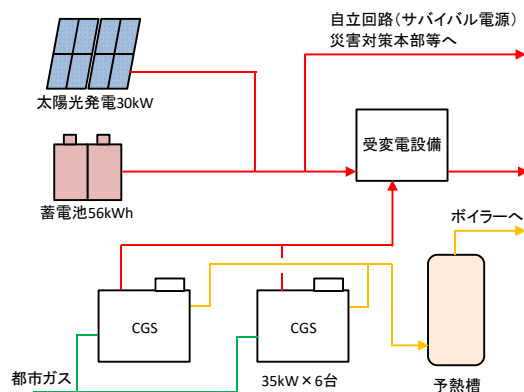 自立回路（サバイバル電源）
災害対策本部等へ
太陽光発電30kW
受変電設備
蓄電池56kWh
ボイラーへ
CGS
CGS
都市ガス
35kW×6台
予熱槽